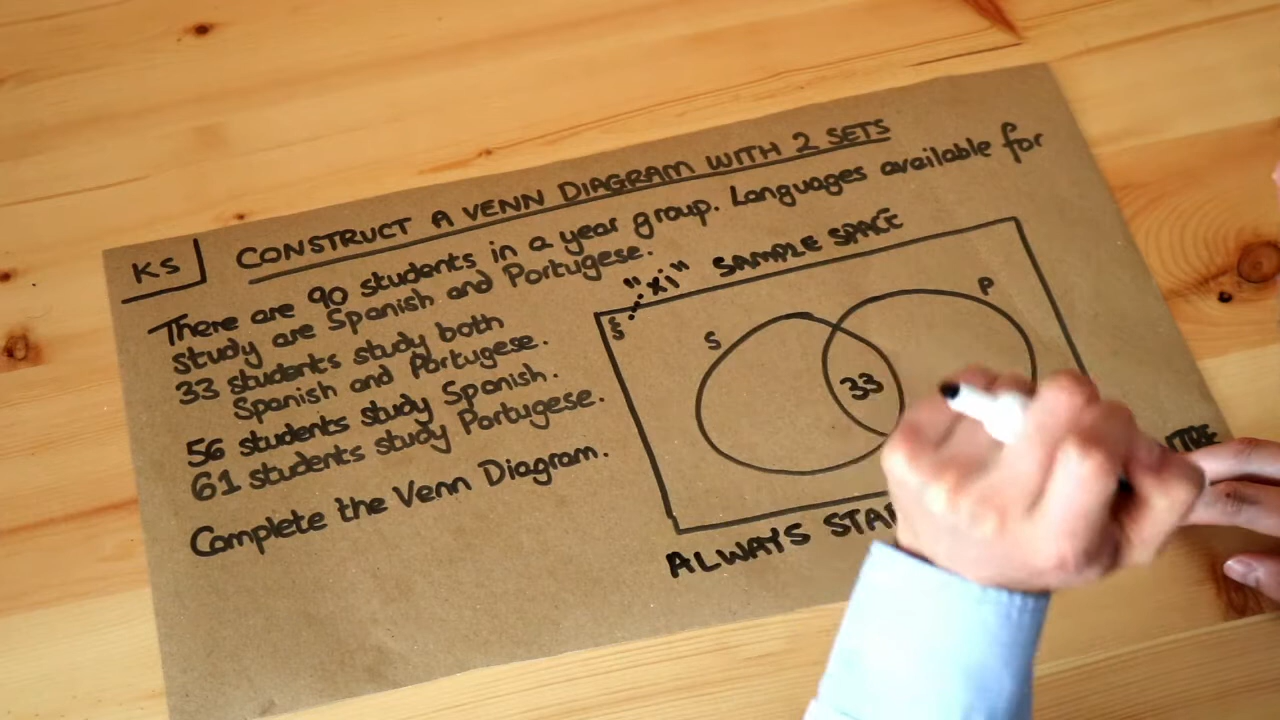 KS
CONSTRUCT A VENN DIAGRAM WITH 2 SETS
There are 90 students in a year group. Languages available for
study are Spanish and Portugese.
33 students study both
Spanish and Portugese.
56 students study Spanish.
61 students study Portugese.
Complete the Venn Diagram.
"xi" SAMPLE SPACE
ξ
S
P
33
ALWAYS